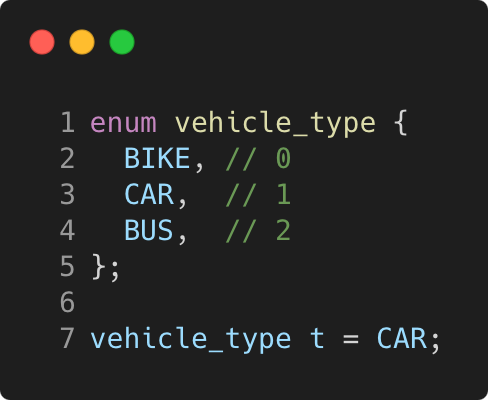 1 enum vehicle_type {
2   BIKE, // 0
3   CAR,  // 1
4   BUS,  // 2
5 };
6
7 vehicle_type t = CAR;